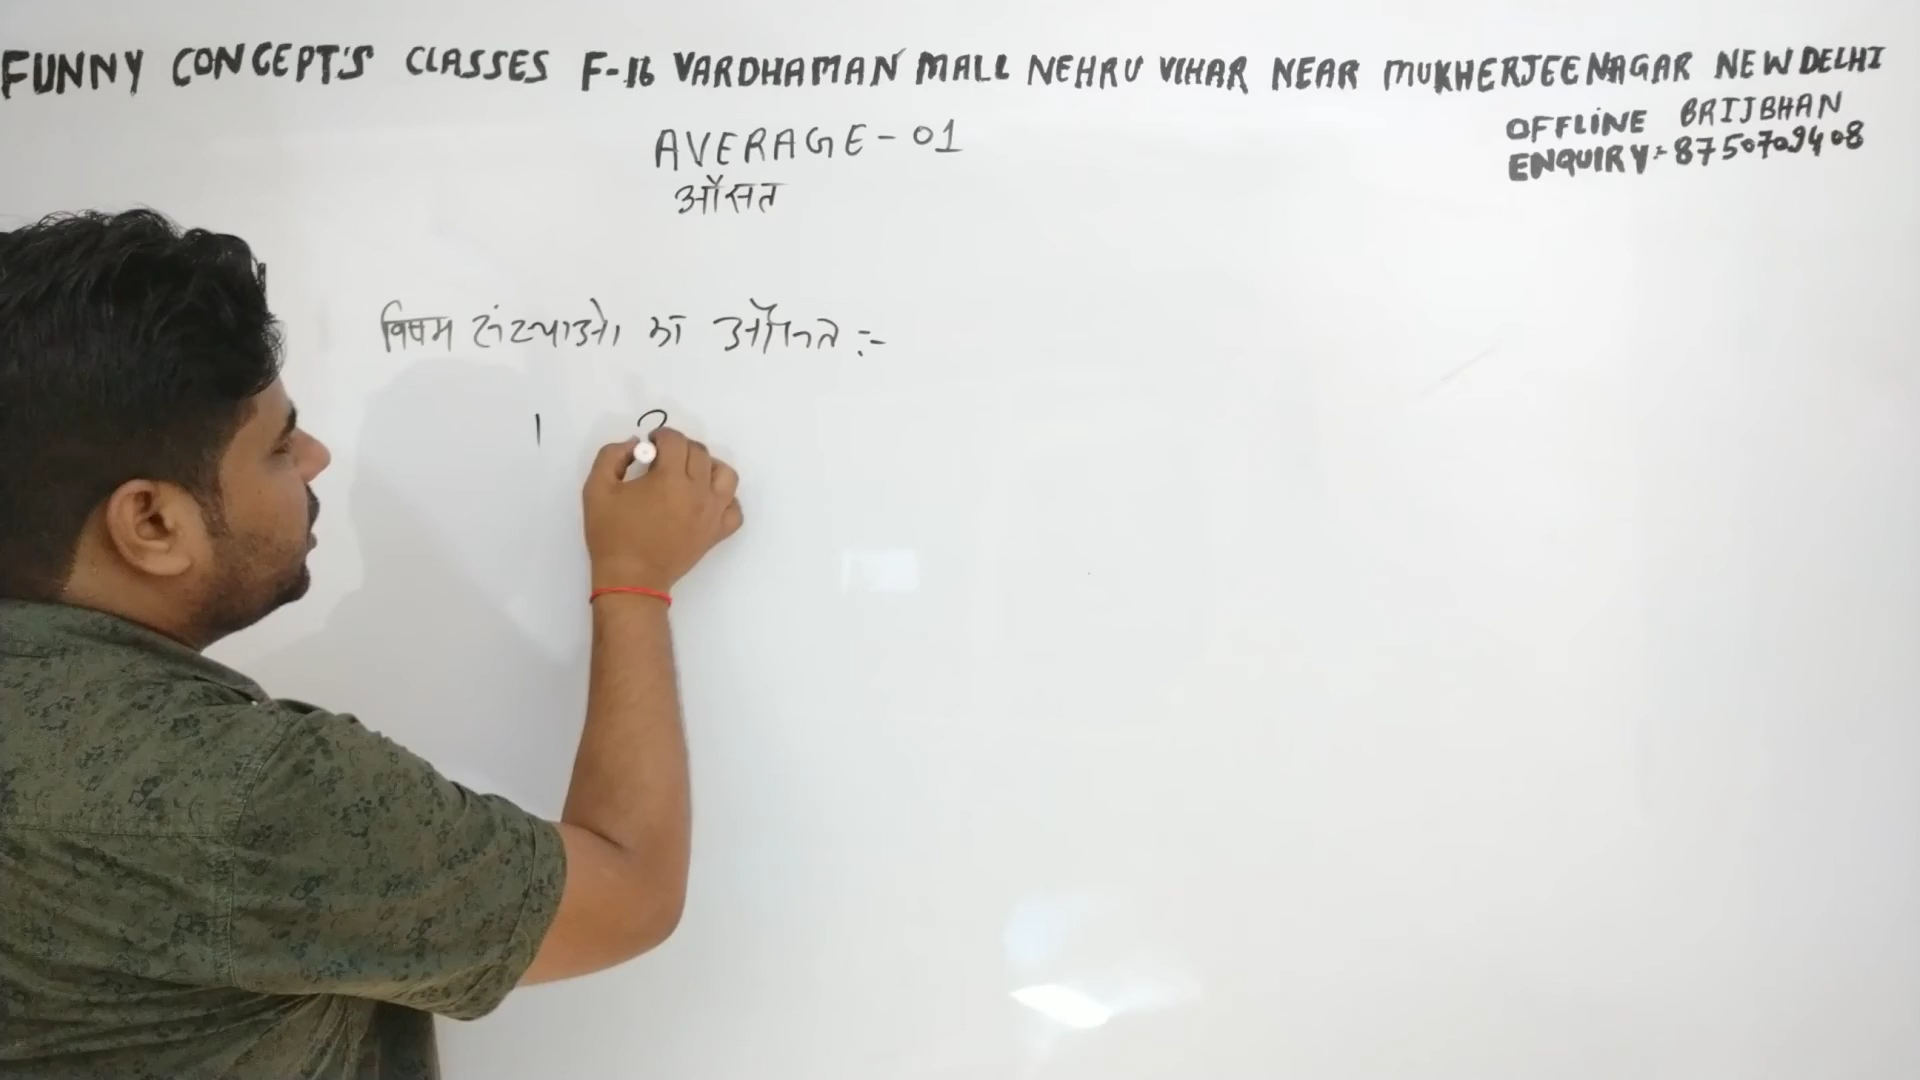 FUNNY CONCEPT'S CLASSES F-16 VARDHAMAN MALL NEHRU VIHAR NEAR MUKHERJEE NAGAR NEW DELHI
OFFLINE BRIJBHAN
ENQUIRY:- 8750709408
AVERAGE-01
औसत
विषम संख्याओं का औसत :-
1